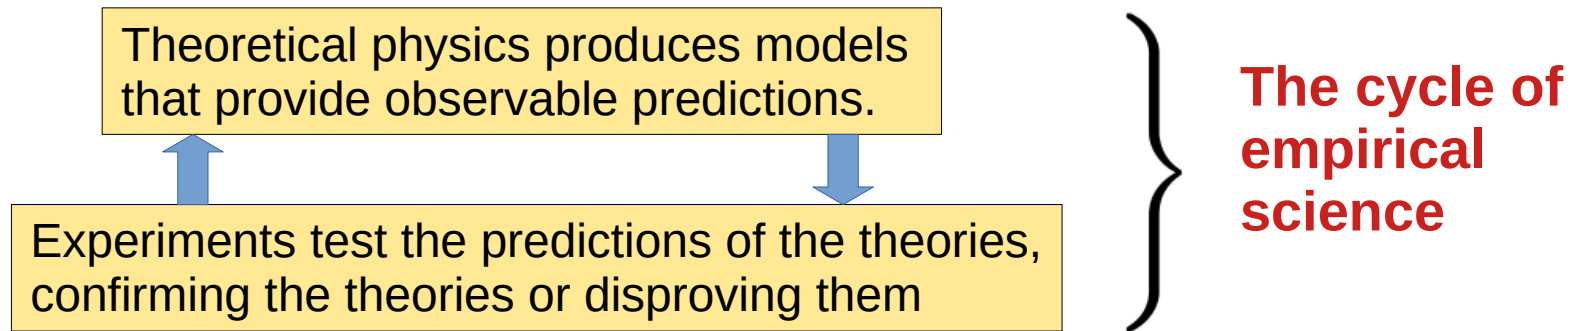 Theoretical physics produces models
that provide observable predictions.
Experiments test the predictions of the theories,
confirming the theories or disproving them
The cycle of
empirical
science